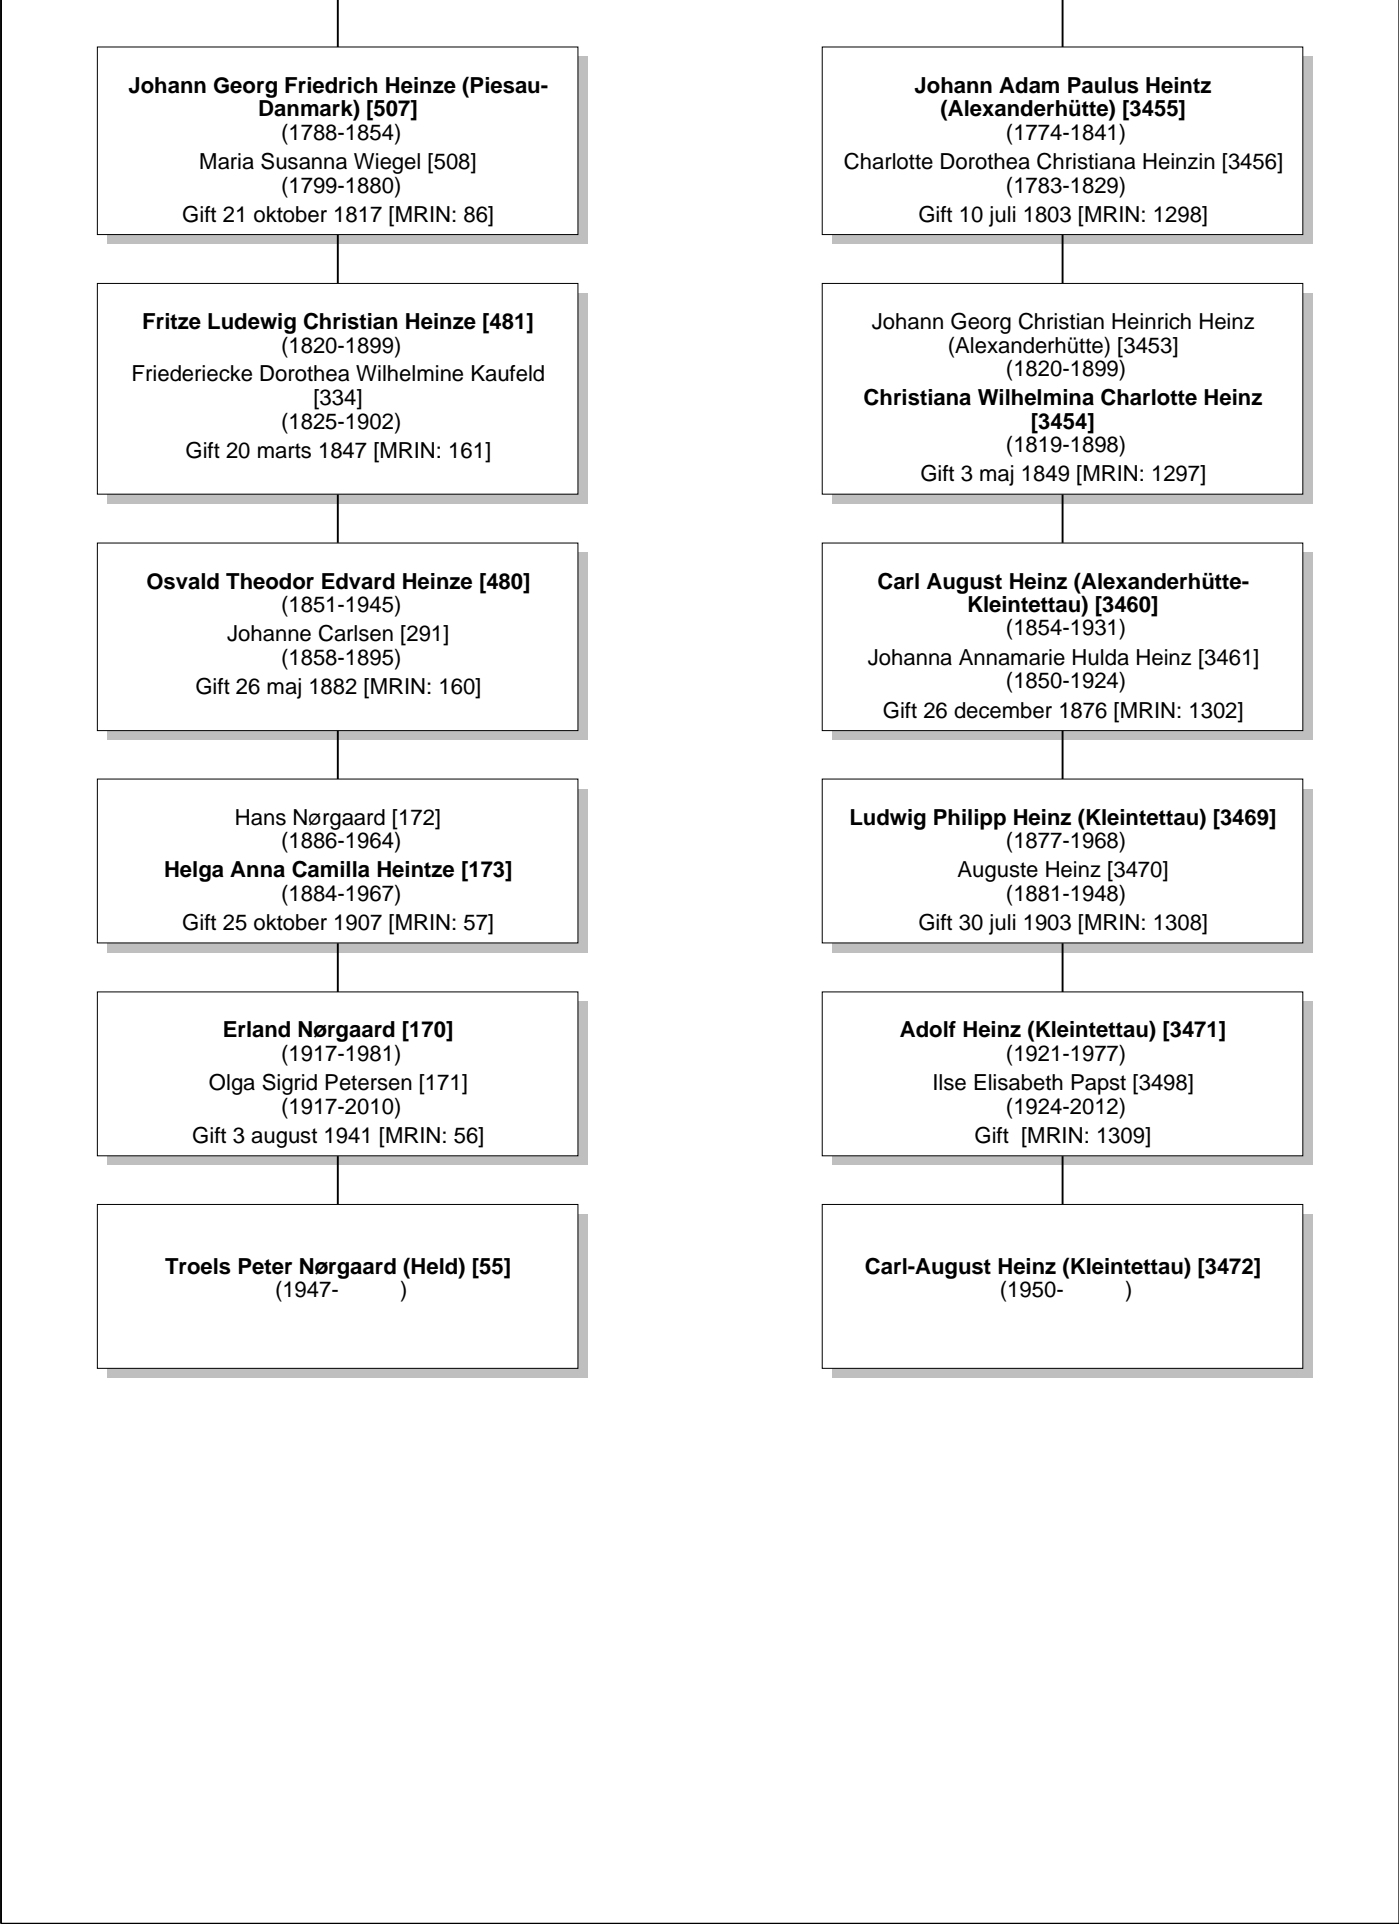 Johann Georg Friedrich Heinze (Piesau-
Danmark) [507]
(1788-1854)
Maria Susanna Wiegel [508]
(1799-1880)
Gift 21 oktober 1817 [MRIN: 86]
Fritze Ludewig Christian Heinze [481]
(1820-1899)
Friederiecke Dorothea Wilhelmine Kaufeld
[334]
(1825-1902)
Gift 20 marts 1847 [MRIN: 161]
Osvald Theodor Edvard Heinze [480]
(1851-1945)
Johanne Carlsen [291]
(1858-1895)
Gift 26 maj 1882 [MRIN: 160]
Hans Nørgaard [172]
(1886-1964)
Helga Anna Camilla Heintze [173]
(1884-1967)
Gift 25 oktober 1907 [MRIN: 57]
Erland Nørgaard [170]
(1917-1981)
Olga Sigrid Petersen [171]
(1917-2010)
Gift 3 august 1941 [MRIN: 56]
Troels Peter Nørgaard (Held) [55]
(1947- )
Johann Adam Paulus Heintz
(Alexanderhütte) [3455]
(1774-1841)
Charlotte Dorothea Christiana Heinzin [3456]
(1783-1829)
Gift 10 juli 1803 [MRIN: 1298]
Johann Georg Christian Heinrich Heinz
(Alexanderhütte) [3453]
(1820-1899)
Christiana Wilhelmina Charlotte Heinz
[3454]
(1819-1898)
Gift 3 maj 1849 [MRIN: 1297]
Carl August Heinz (Alexanderhütte-
Kleintettau) [3460]
(1854-1931)
Johanna Annamarie Hulda Heinz [3461]
(1850-1924)
Gift 26 december 1876 [MRIN: 1302]
Ludwig Philipp Heinz (Kleintettau) [3469]
(1877-1968)
Auguste Heinz [3470]
(1881-1948)
Gift 30 juli 1903 [MRIN: 1308]
Adolf Heinz (Kleintettau) [3471]
(1921-1977)
Ilse Elisabeth Papst [3498]
(1924-2012)
Gift [MRIN: 1309]
Carl-August Heinz (Kleintettau) [3472]
(1950- )